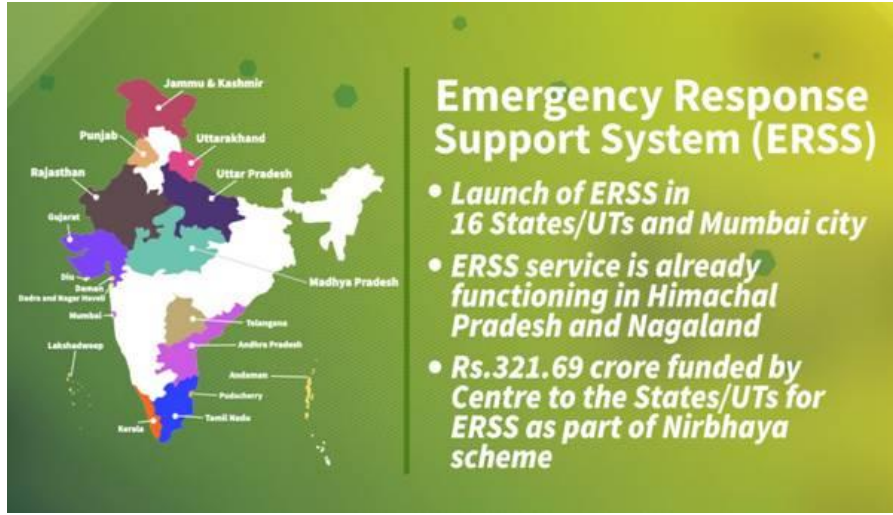 Jammu & Kashmir
Punjab
Uttarakhand
Rajasthan
Uttar Pradesh
Gujarat
Diu
Daman
Dadra and Nagar Haveli
Madhya Pradesh
Mumbai
Telangana
Lakshadweep
Andhra Pradesh
Andaman
Puducherry
Tamil Nadu
Kerala
Emergency Response
Support System (ERSS)
• Launch of ERSS in
16 States/UTs and Mumbai city
• ERSS service is already
functioning in Himachal
Pradesh and Nagaland
• Rs.321.69 crore funded by
Centre to the States/UTs for
ERSS as part of Nirbhaya
scheme